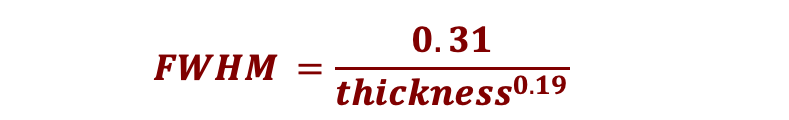 FWHM = 0.31 / thickness^0.19